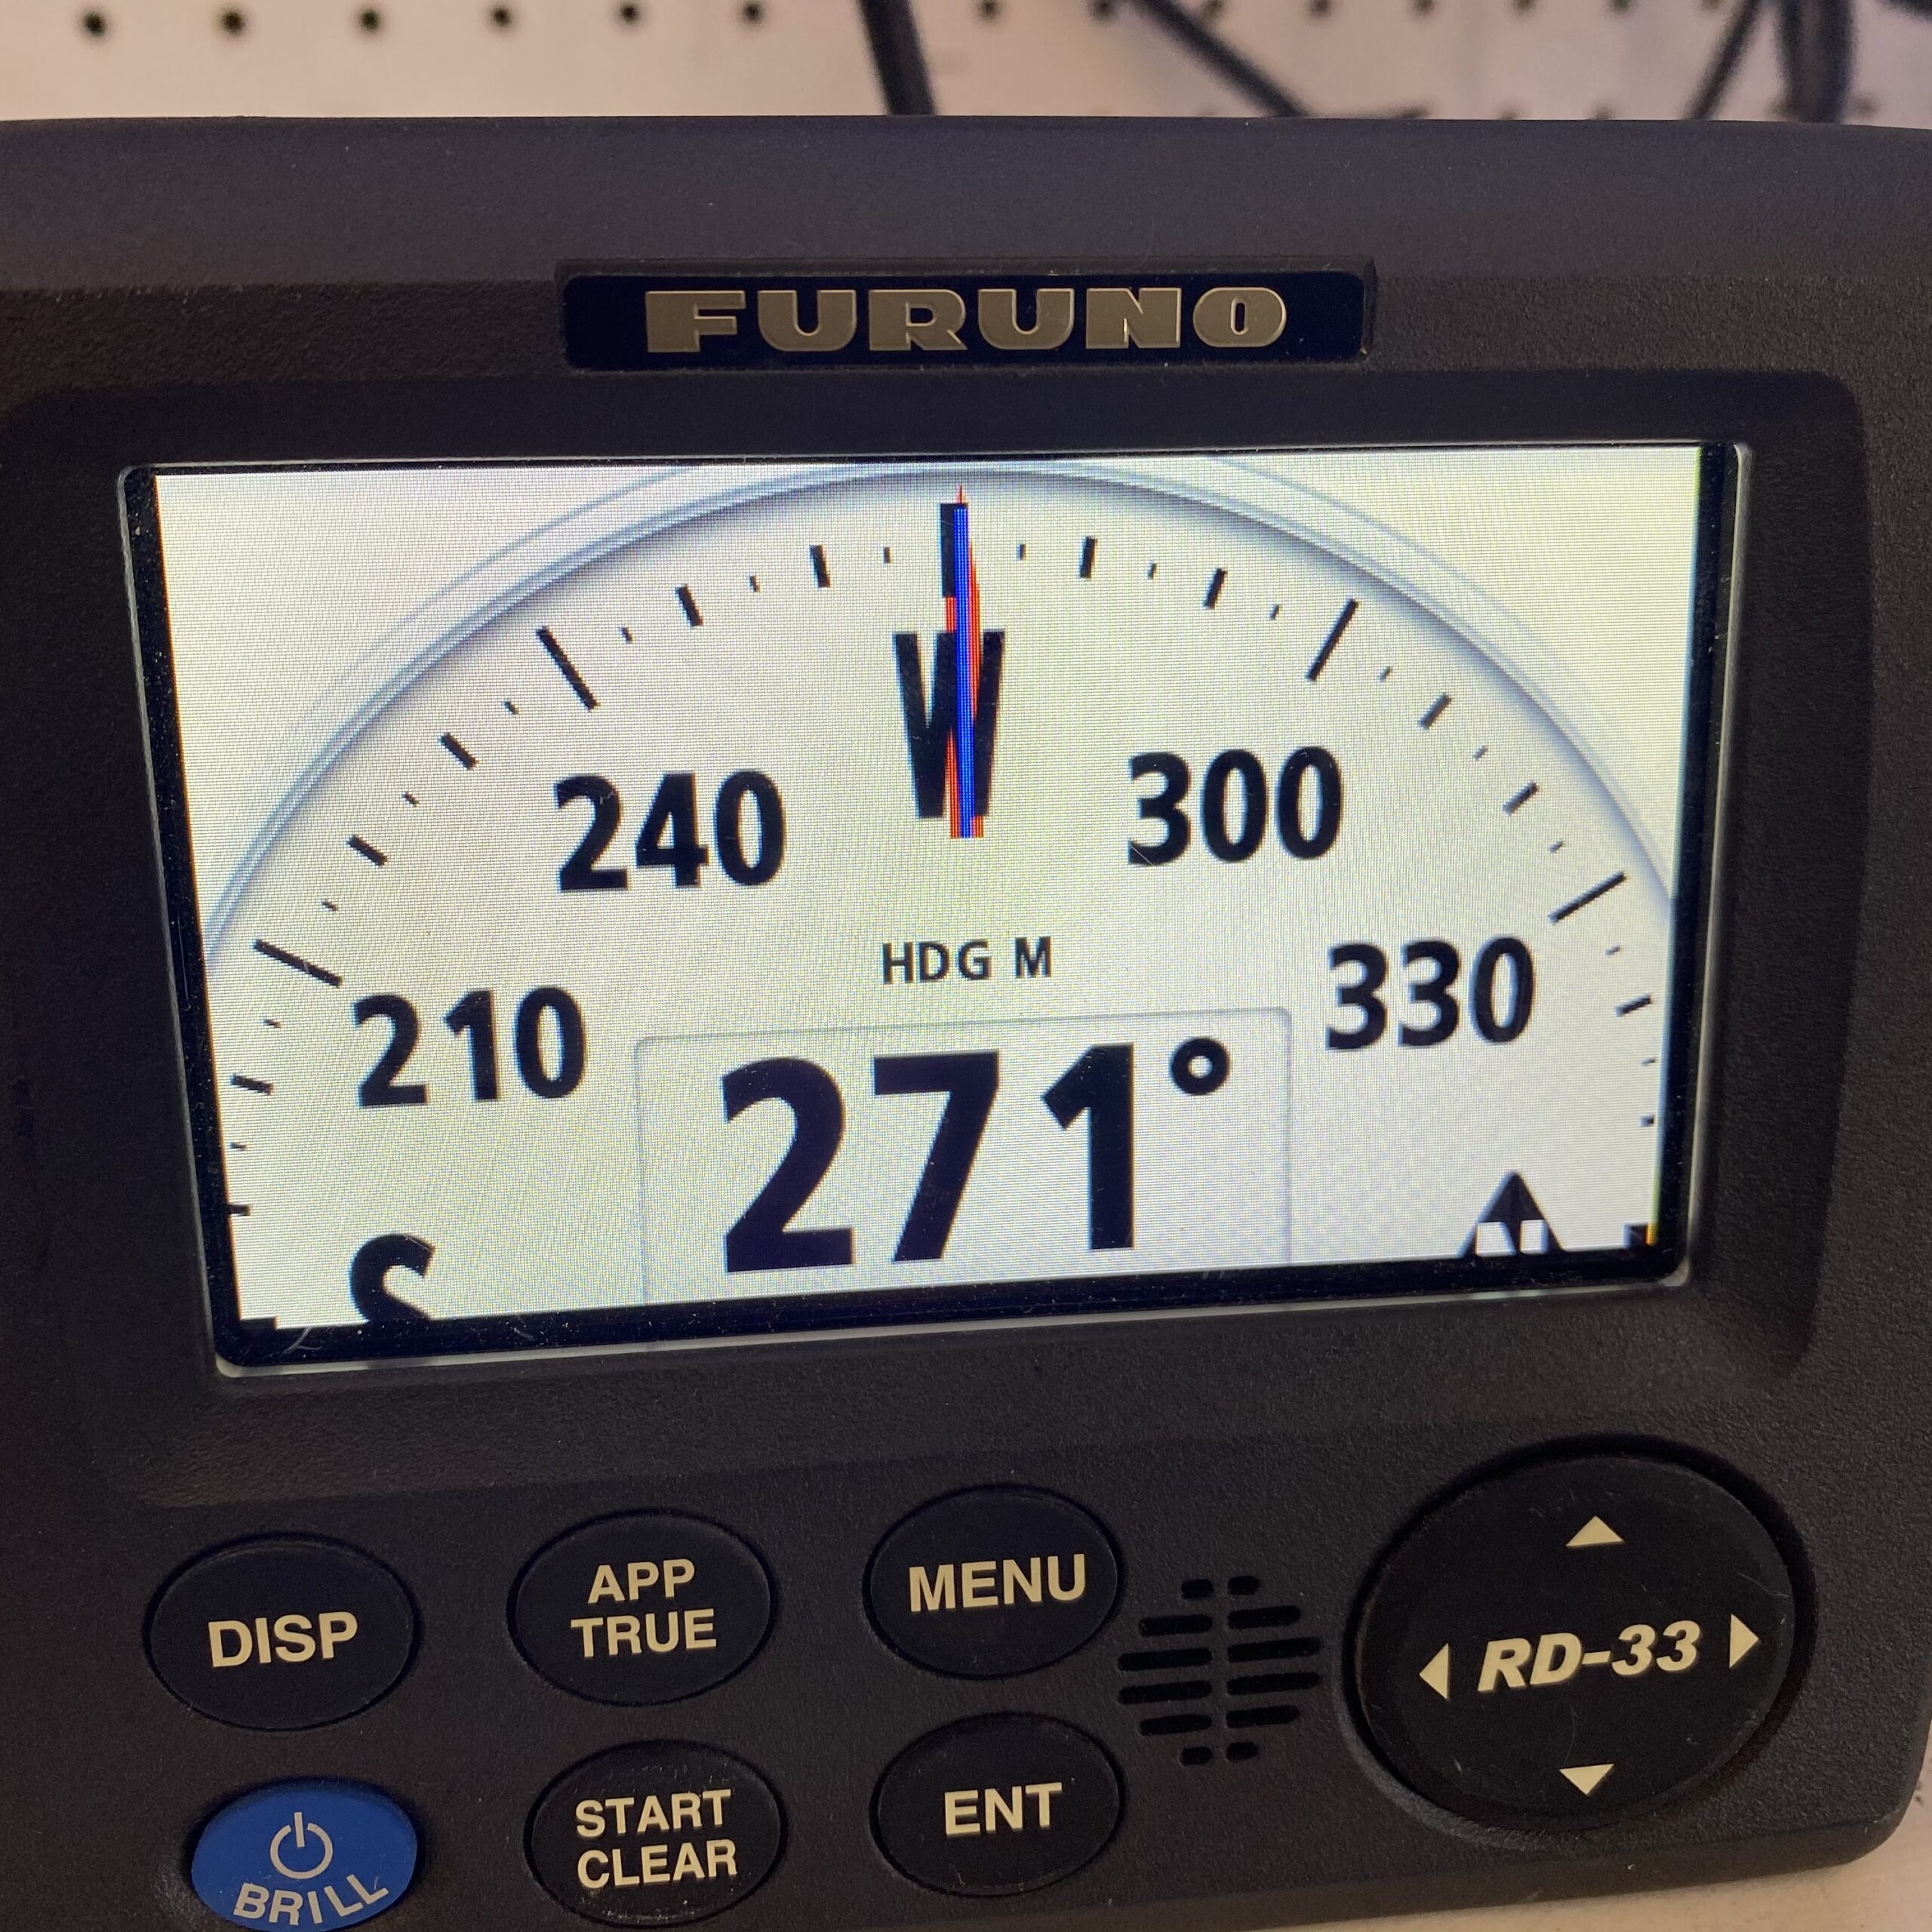 FURUNO
W
240
300
HDG M
210
330
271°
S
N
DISP
APP
TRUE
MENU
RD-33
BRILL
START
CLEAR
ENT